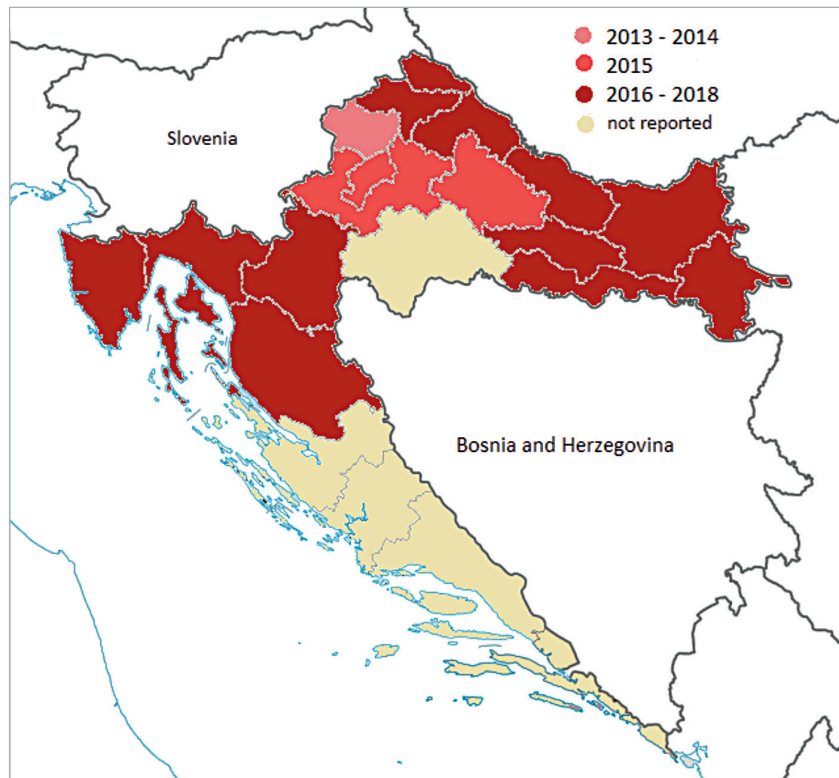 2013 - 2014
2015
2016 - 2018
not reported
Slovenia
Bosnia and Herzegovina